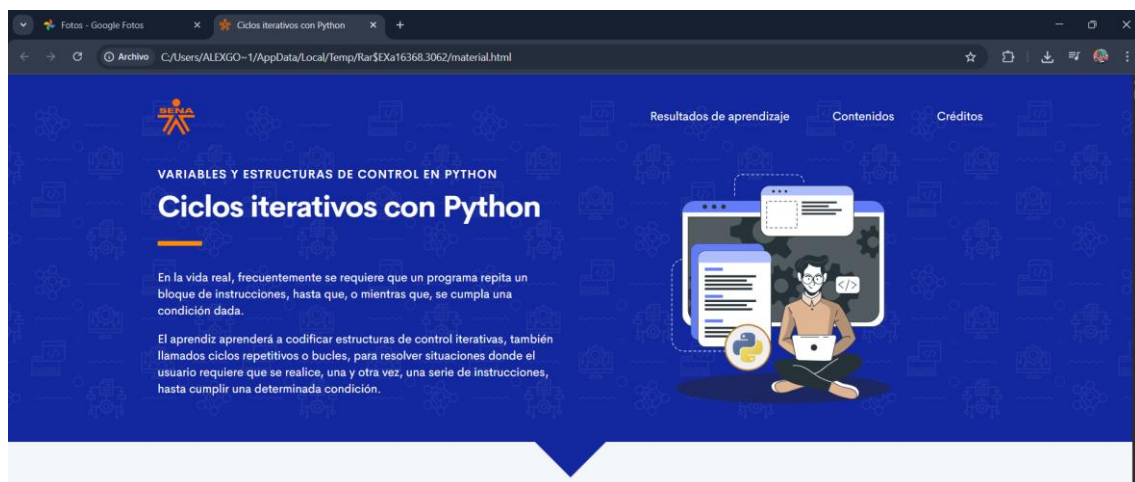 Fotos - Google Fotos
Ciclos iterativos con Python
Archivo C:/Users/ALEXGO~1/AppData/Local/Temp/Rar$EXa16368.3062/material.html
SENA
Resultados de aprendizaje Contenidos Créditos
VARIABLES Y ESTRUCTURAS DE CONTROL EN PYTHON
Ciclos iterativos con Python
En la vida real, frecuentemente se requiere que un programa repita un
bloque de instrucciones, hasta que, o mientras que, se cumpla una
condición dada.
El aprendiz aprenderá a codificar estructuras de control iterativas, también
llamados ciclos repetitivos o bucles, para resolver situaciones donde el
usuario requiere que se realice, una y otra vez, una serie de instrucciones,
hasta cumplir una determinada condición.
</>